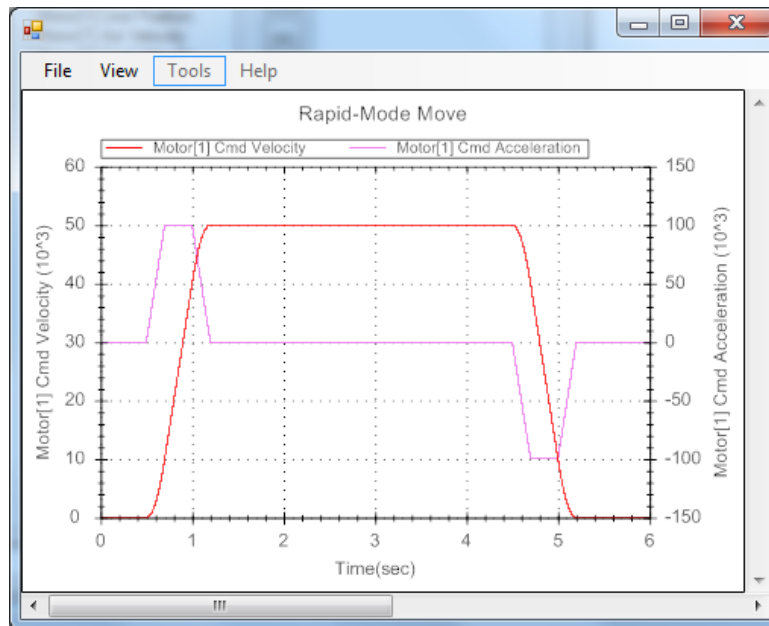 File View Tools Help
Rapid-Mode Move
Motor[1] Cmd Velocity Motor[1] Cmd Acceleration
Motor[1] Cmd Velocity (10^3)
60
50
40
30
20
10
0
150
100
50
0
-50
-100
-150
Motor[1] Cmd Acceleration (10^3)
0 1 2 3 4 5 6
Time(sec)